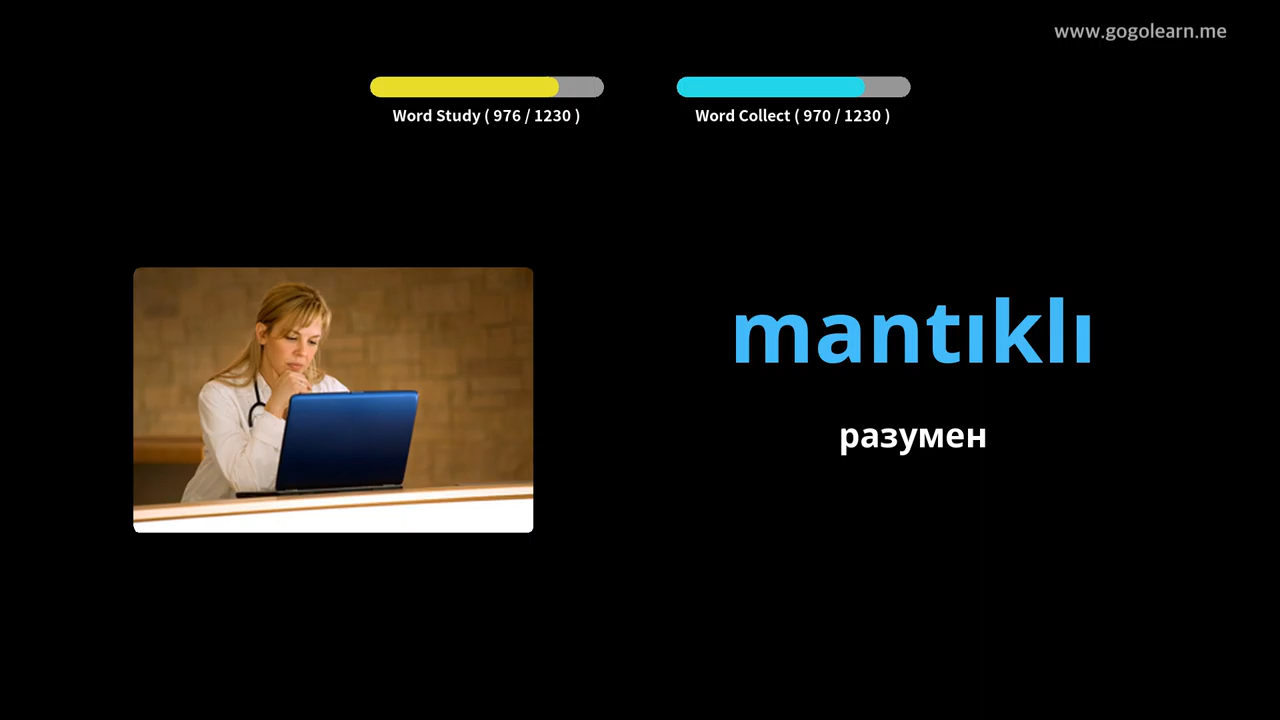 www.gogolearn.me
Word Study ( 976 / 1230 )
Word Collect ( 970 / 1230 )
mantıklı
разумен